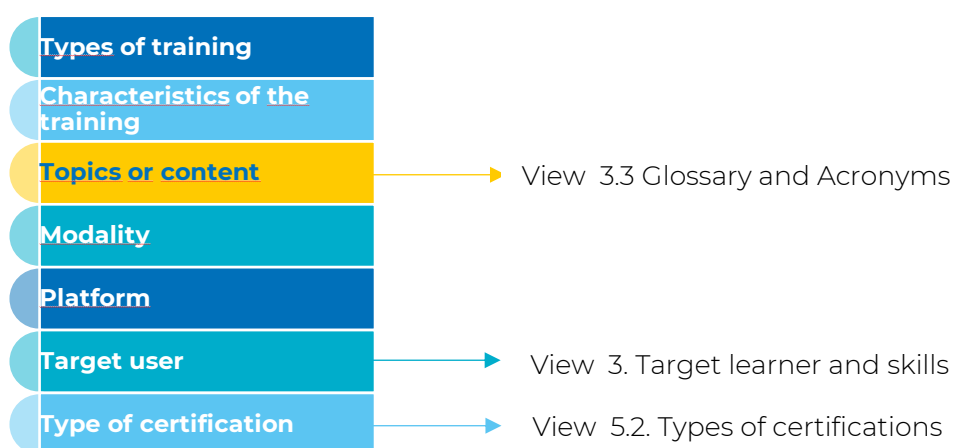 Types of training
Characteristics of the
training
Topics or content
View 3.3 Glossary and Acronyms
Modality
Platform
Target user
View 3. Target learner and skills
Type of certification
View 5.2. Types of certifications